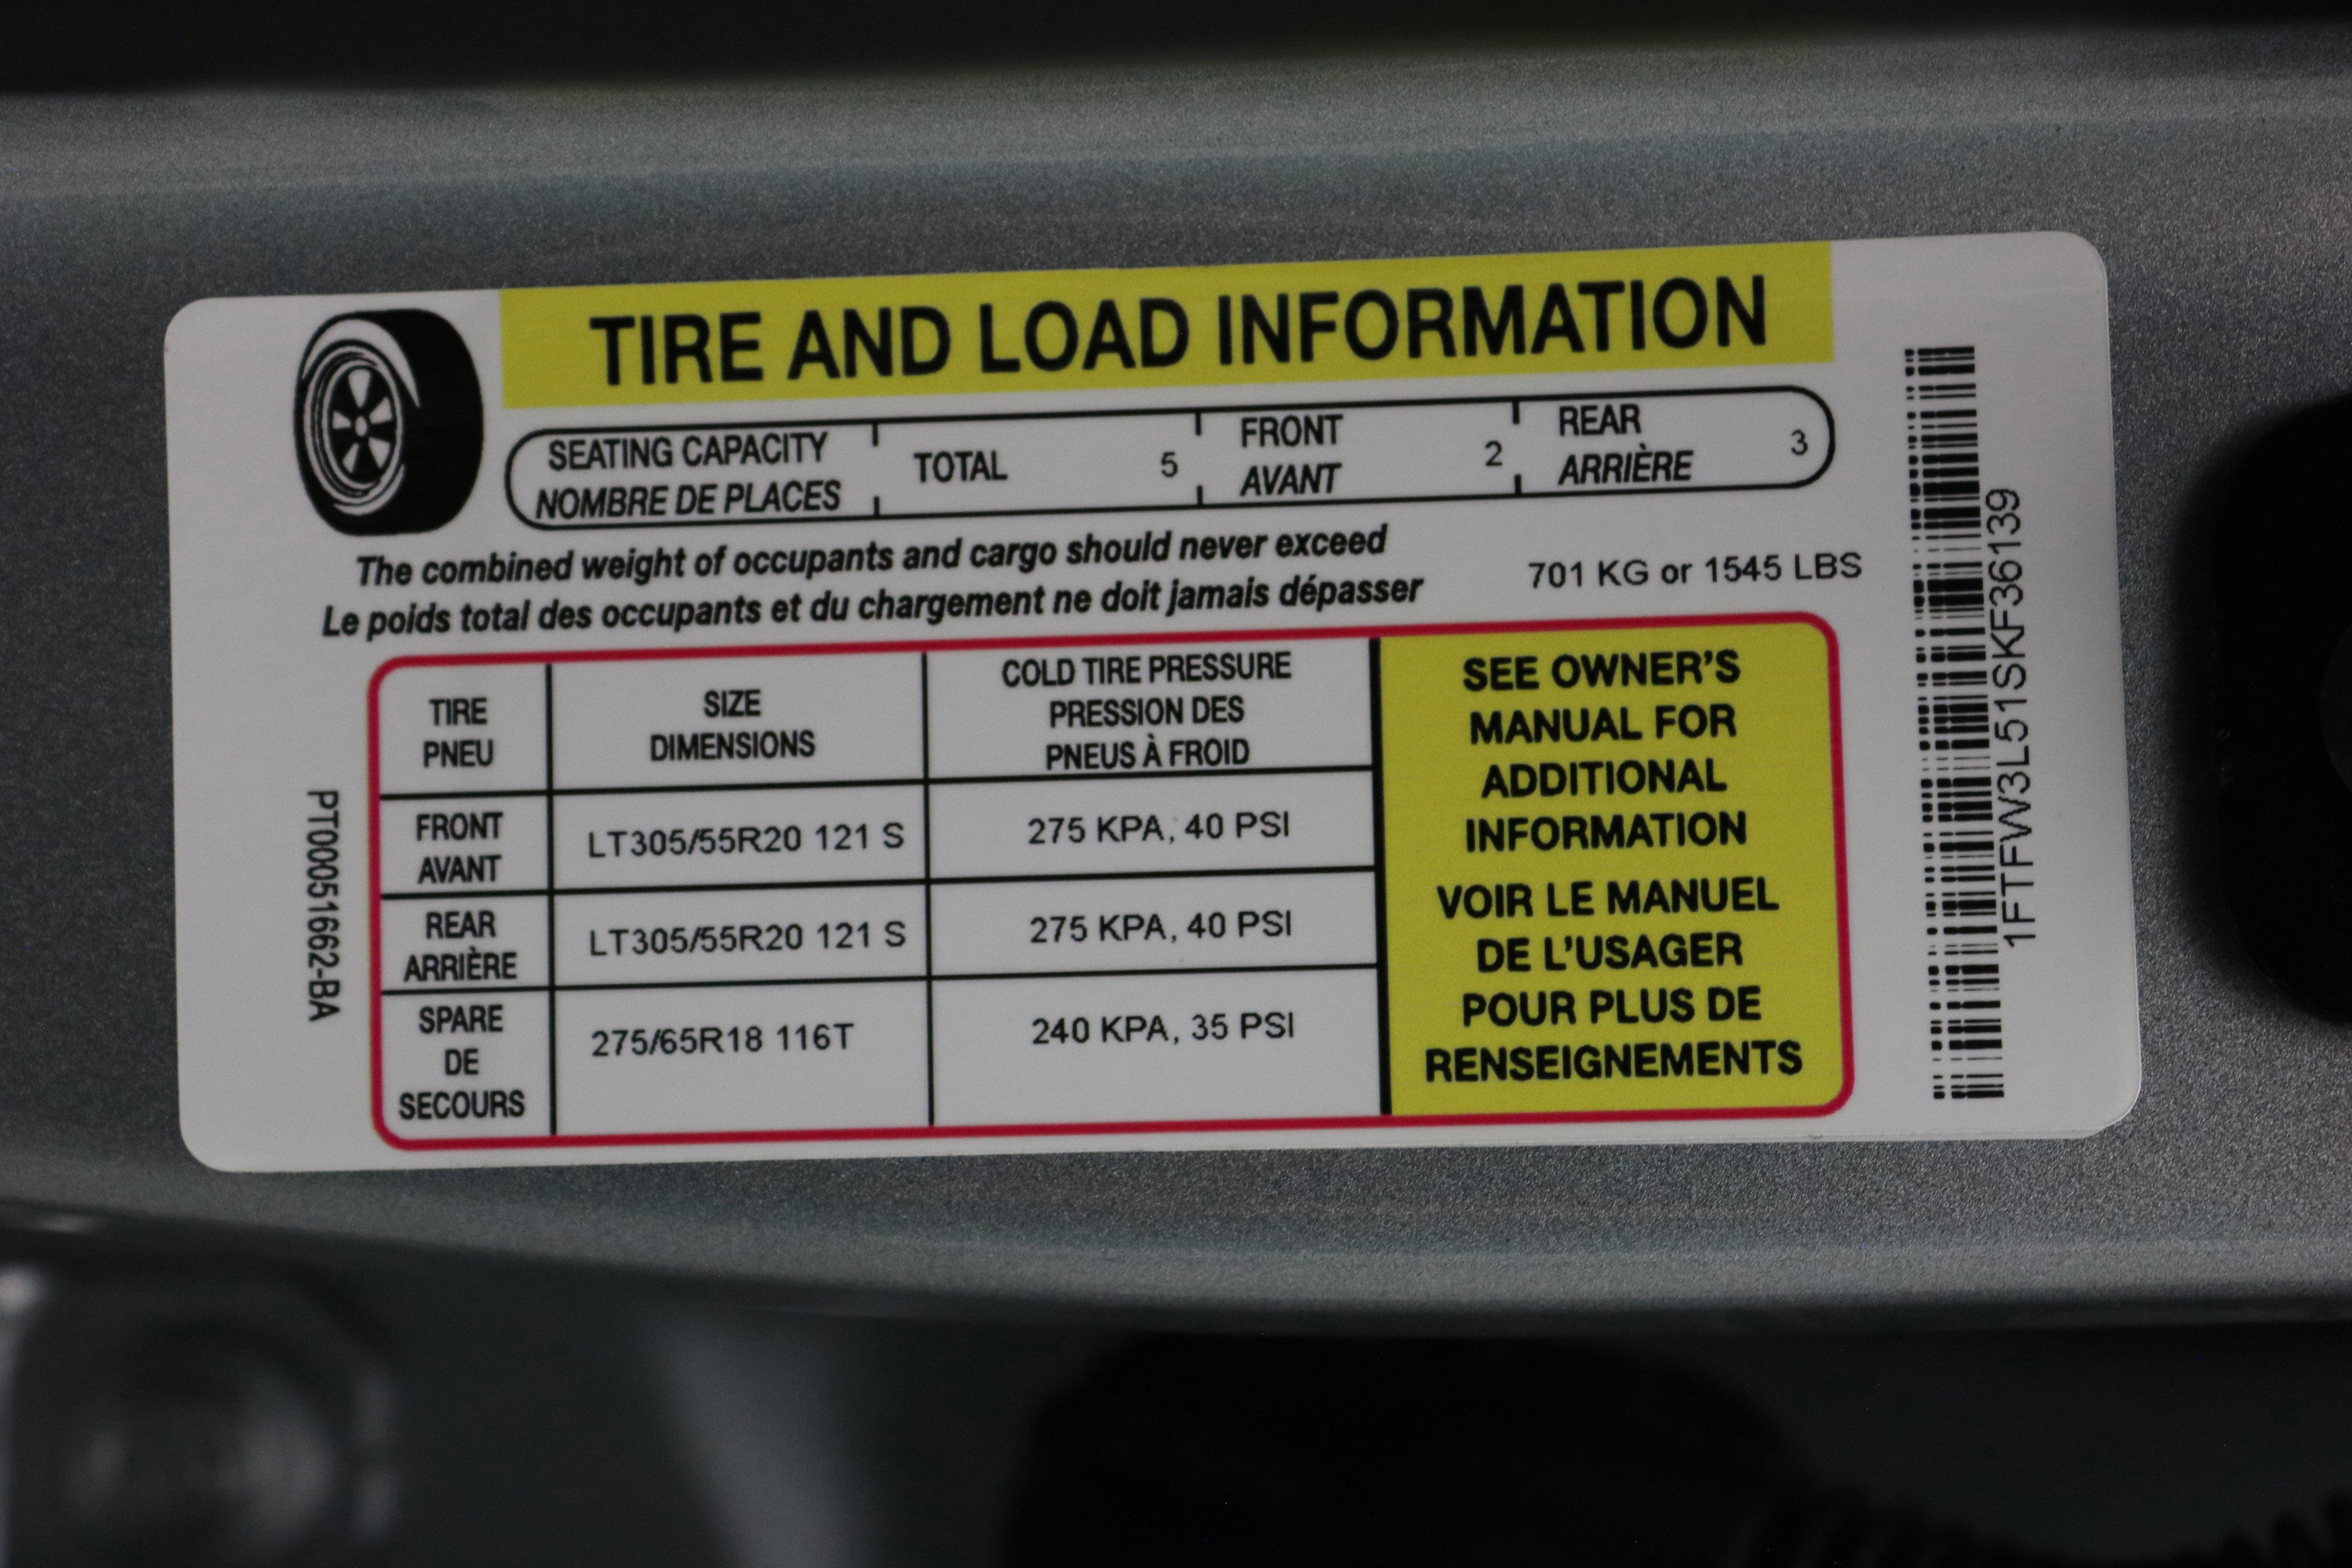 TIRE AND LOAD INFORMATION
SEATING CAPACITY
NOMBRE DE PLACES
TOTAL 5
FRONT
AVANT
2
REAR
ARRIÈRE
3
The combined weight of occupants and cargo should never exceed
Le poids total des occupants et du chargement ne doit jamais dépasser
701 KG or 1545 LBS
TIRE
PNEU
SIZE
DIMENSIONS
COLD TIRE PRESSURE
PRESSION DES
PNEUS À FROID
FRONT
AVANT
LT305/55R20 121 S
275 KPA, 40 PSI
REAR
ARRIÈRE
LT305/55R20 121 S
275 KPA, 40 PSI
SPARE
DE
SECOURS
275/65R18 116T
240 KPA, 35 PSI
SEE OWNER'S
MANUAL FOR
ADDITIONAL
INFORMATION
VOIR LE MANUEL
DE L'USAGER
POUR PLUS DE
RENSEIGNEMENTS
PT00051662-BA
1FTFW3L51SKF36139